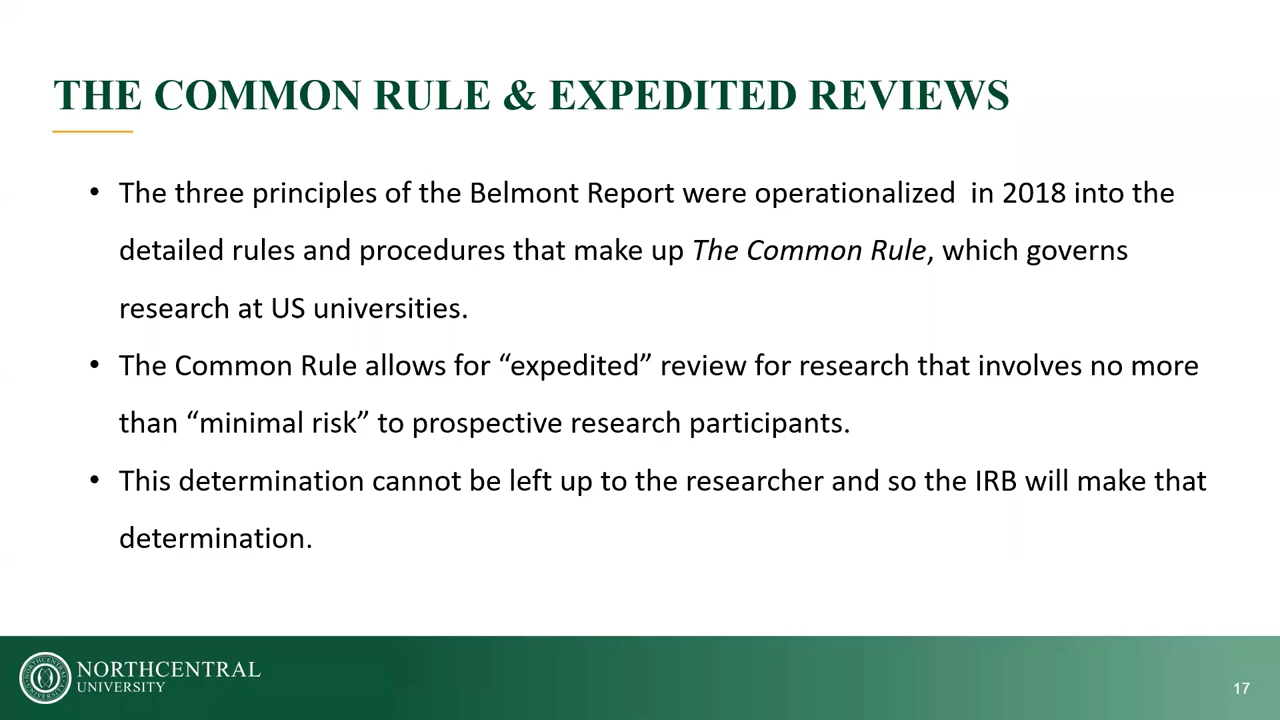 THE COMMON RULE & EXPEDITED REVIEWS
• The three principles of the Belmont Report were operationalized  in 2018 into the
detailed rules and procedures that make up The Common Rule, which governs
research at US universities.
• The Common Rule allows for “expedited” review for research that involves no more
than “minimal risk” to prospective research participants.
• This determination cannot be left up to the researcher and so the IRB will make that
determination.
NORTHCENTRAL
UNIVERSITY
17